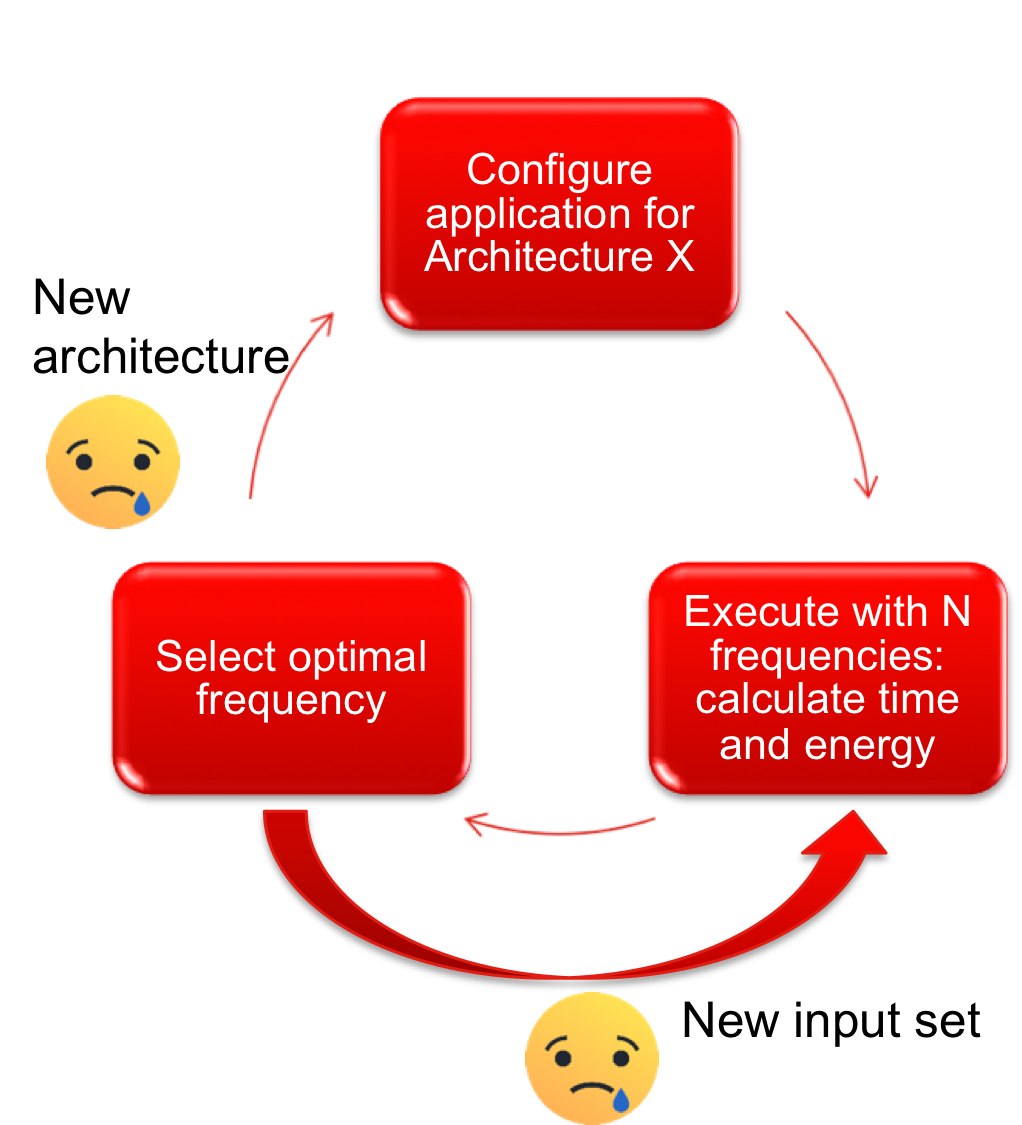 Configure
application for
Architecture X
New
architecture
Select optimal
frequency
Execute with N
frequencies:
calculate time
and energy
New input set